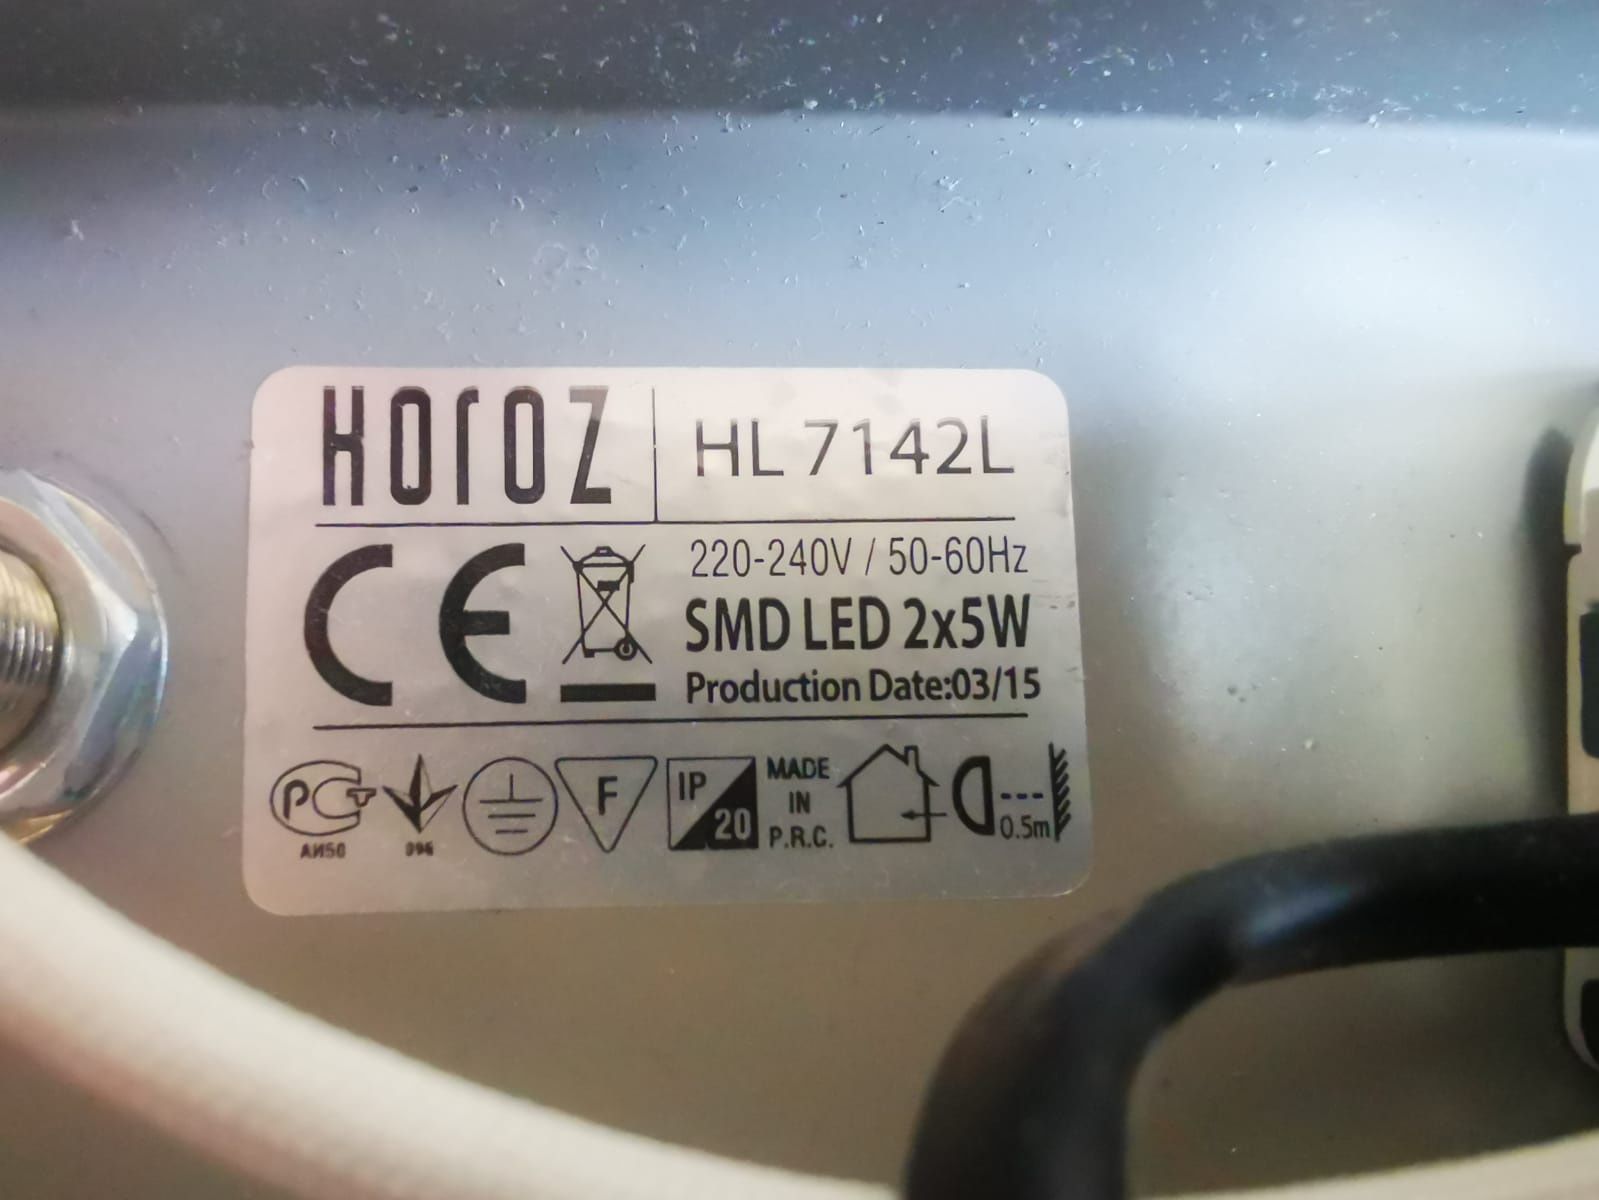 HOROZ
HL 7142L
220-240V / 50-60Hz
SMD LED 2x5W
Production Date:03/15
АИ50
F
IP
20
MADE
IN
P.R.C.
0.5m